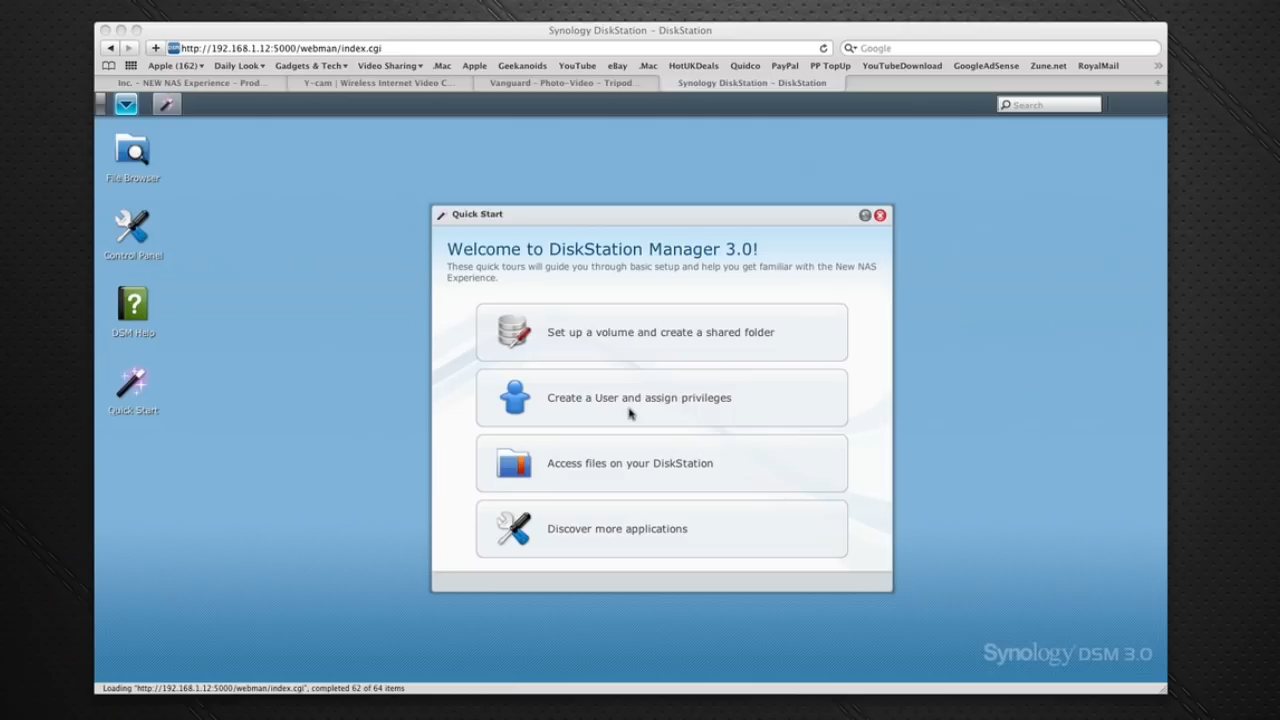 Synology DiskStation – DiskStation
http://192.168.1.12:5000/webman/index.cgi
Google
Apple (162) Daily Look Gadgets & Tech Video Sharing .Mac Apple Geekanoids YouTube eBay .Mac HotUKDeals Quidco PayPal PP TopUp YouTubeDownload GoogleAdSense Zune.net RoyalMail
Inc. – NEW NAS Experience – Prod... Y-cam | Wireless Internet Video C... Vanguard – Photo-Video – Tripod... Synology DiskStation – DiskStation
Search
File Browser
Control Panel
DSM Help
Quick Start
Quick Start
Welcome to DiskStation Manager 3.0!
These quick tours will guide you through basic setup and help you get familiar with the New NAS
Experience.
Set up a volume and create a shared folder
Create a User and assign privileges
Access files on your DiskStation
Discover more applications
Synology DSM 3.0
Loading "http://192.168.1.12:5000/webman/index.cgi", completed 62 of 64 items